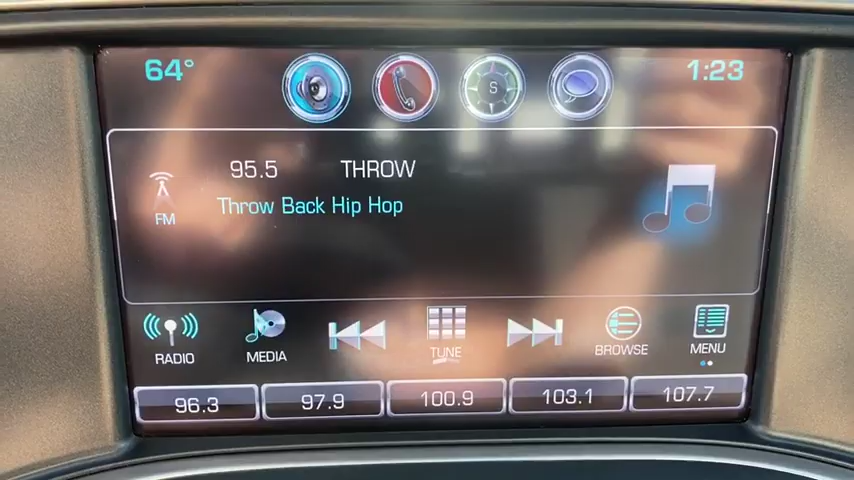 64° S 1:23
95.5 THROW
FM Throw Back Hip Hop
RADIO MEDIA TUNE BROWSE MENU
96.3 97.9 100.9 103.1 107.7